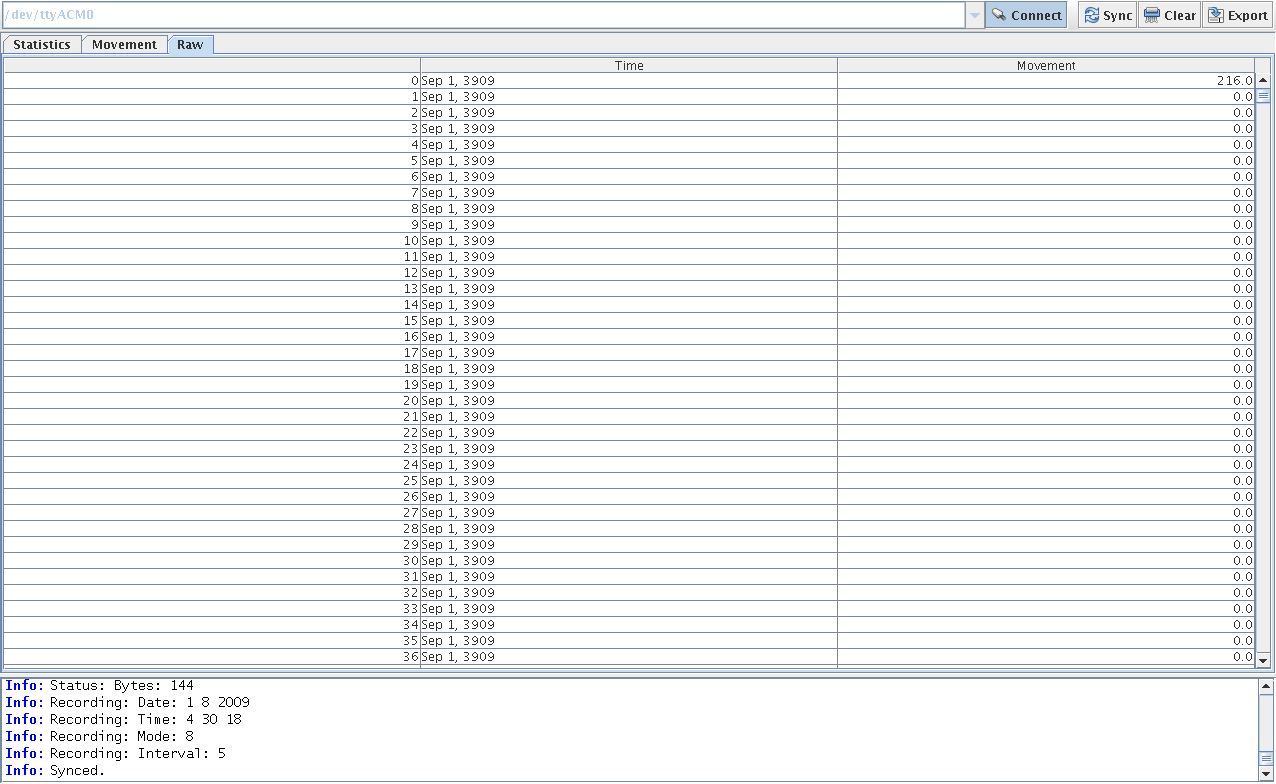 /dev/ttyACM0 Connect Sync Clear Export
Statistics Movement Raw
Time Movement
0 Sep 1, 3909 216.0
1 Sep 1, 3909 0.0
2 Sep 1, 3909 0.0
3 Sep 1, 3909 0.0
4 Sep 1, 3909 0.0
5 Sep 1, 3909 0.0
6 Sep 1, 3909 0.0
7 Sep 1, 3909 0.0
8 Sep 1, 3909 0.0
9 Sep 1, 3909 0.0
10 Sep 1, 3909 0.0
11 Sep 1, 3909 0.0
12 Sep 1, 3909 0.0
13 Sep 1, 3909 0.0
14 Sep 1, 3909 0.0
15 Sep 1, 3909 0.0
16 Sep 1, 3909 0.0
17 Sep 1, 3909 0.0
18 Sep 1, 3909 0.0
19 Sep 1, 3909 0.0
20 Sep 1, 3909 0.0
21 Sep 1, 3909 0.0
22 Sep 1, 3909 0.0
23 Sep 1, 3909 0.0
24 Sep 1, 3909 0.0
25 Sep 1, 3909 0.0
26 Sep 1, 3909 0.0
27 Sep 1, 3909 0.0
28 Sep 1, 3909 0.0
29 Sep 1, 3909 0.0
30 Sep 1, 3909 0.0
31 Sep 1, 3909 0.0
32 Sep 1, 3909 0.0
33 Sep 1, 3909 0.0
34 Sep 1, 3909 0.0
35 Sep 1, 3909 0.0
36 Sep 1, 3909 0.0
Info: Status: Bytes: 144
Info: Recording: Date: 1 8 2009
Info: Recording: Time: 4 30 18
Info: Recording: Mode: 8
Info: Recording: Interval: 5
Info: Synced.